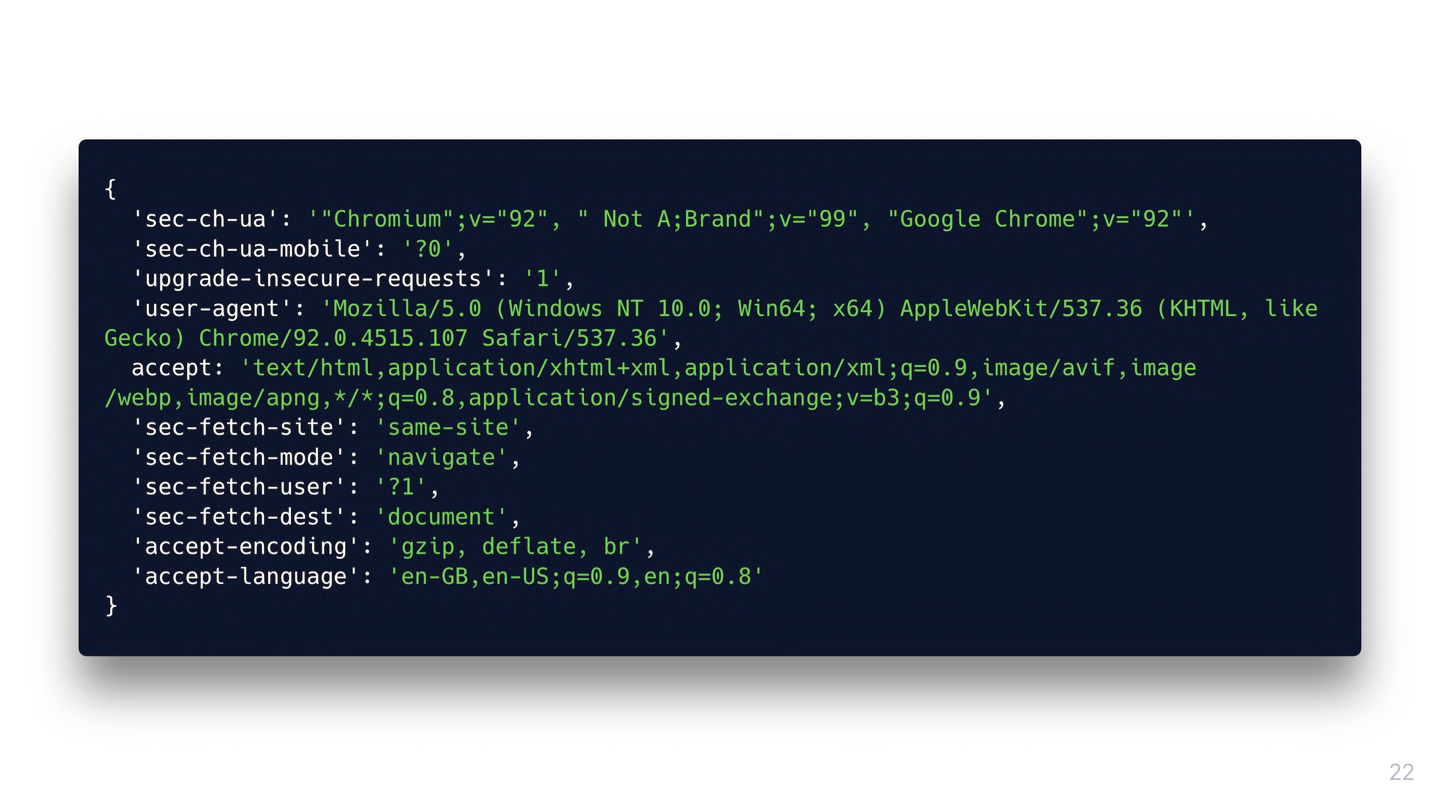 {
  'sec-ch-ua': '"Chromium";v="92", " Not A;Brand";v="99", "Google Chrome";v="92"',
  'sec-ch-ua-mobile': '?0',
  'upgrade-insecure-requests': '1',
  'user-agent': 'Mozilla/5.0 (Windows NT 10.0; Win64; x64) AppleWebKit/537.36 (KHTML, like
Gecko) Chrome/92.0.4515.107 Safari/537.36',
  accept: 'text/html,application/xhtml+xml,application/xml;q=0.9,image/avif,image
/webp,image/apng,*/*;q=0.8,application/signed-exchange;v=b3;q=0.9',
  'sec-fetch-site': 'same-site',
  'sec-fetch-mode': 'navigate',
  'sec-fetch-user': '?1',
  'sec-fetch-dest': 'document',
  'accept-encoding': 'gzip, deflate, br',
  'accept-language': 'en-GB,en-US;q=0.9,en;q=0.8'
}
22